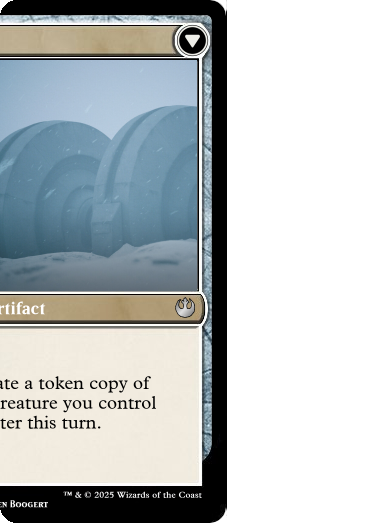 rtifact
ate a token copy of
reature you control
ter this turn.
™ & © 2025 Wizards of the Coast
EN BOOGERT